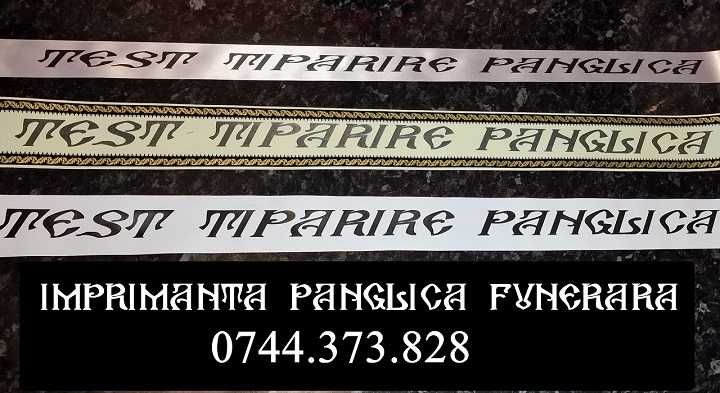 TEST TIPARIRE PANGLICA
TEST TIPARIRE PANGLICA
TEST TIPARIRE PANGLICA
IMPRIMANTA PANGLICA FUNERARA
0744.373.828